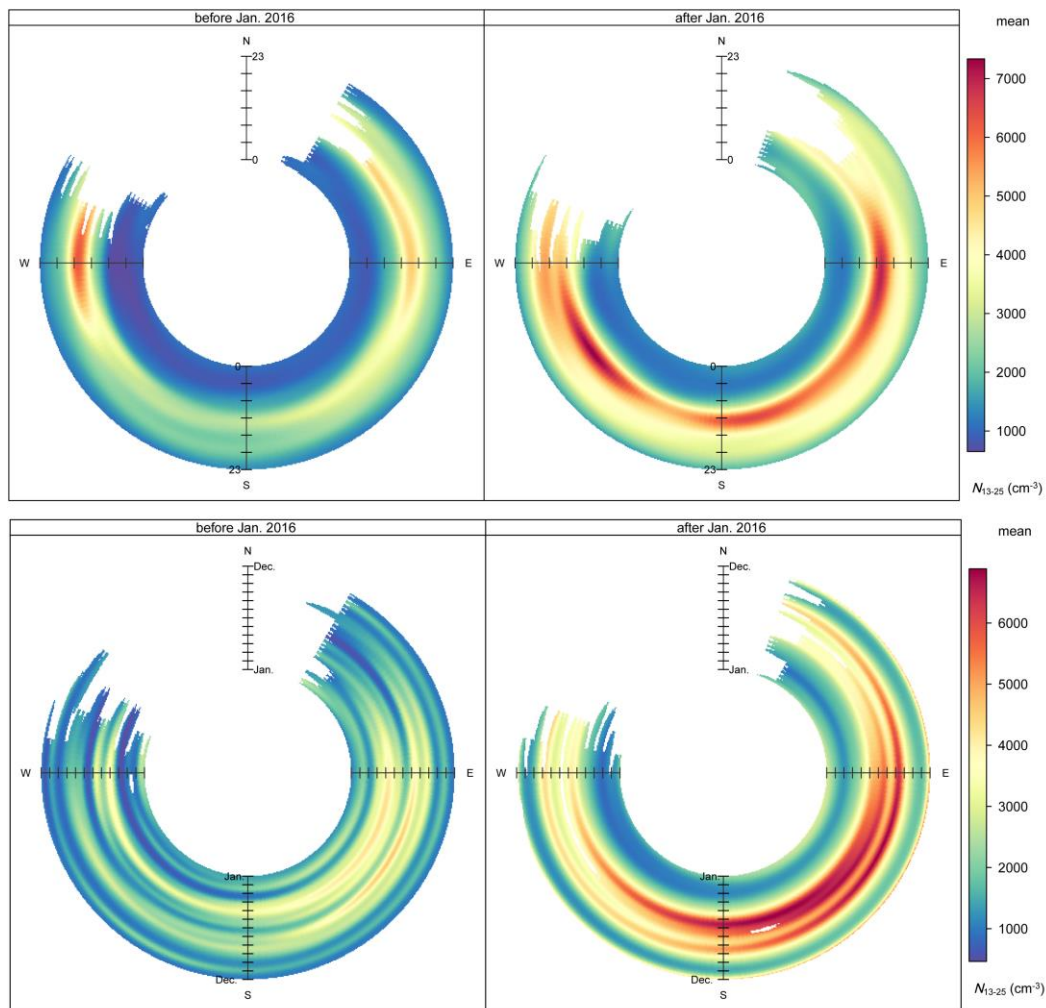 before Jan. 2016
after Jan. 2016
mean
N
23
0
W
E
0
23
S
N
23
0
W
E
0
23
S
7000
6000
5000
4000
3000
2000
1000
N13-25 (cm-3)
before Jan. 2016
after Jan. 2016
mean
N
Dec.
Jan.
W
E
Jan.
Dec.
S
N
Dec.
Jan.
W
E
Jan.
Dec.
S
6000
5000
4000
3000
2000
1000
N13-25 (cm-3)